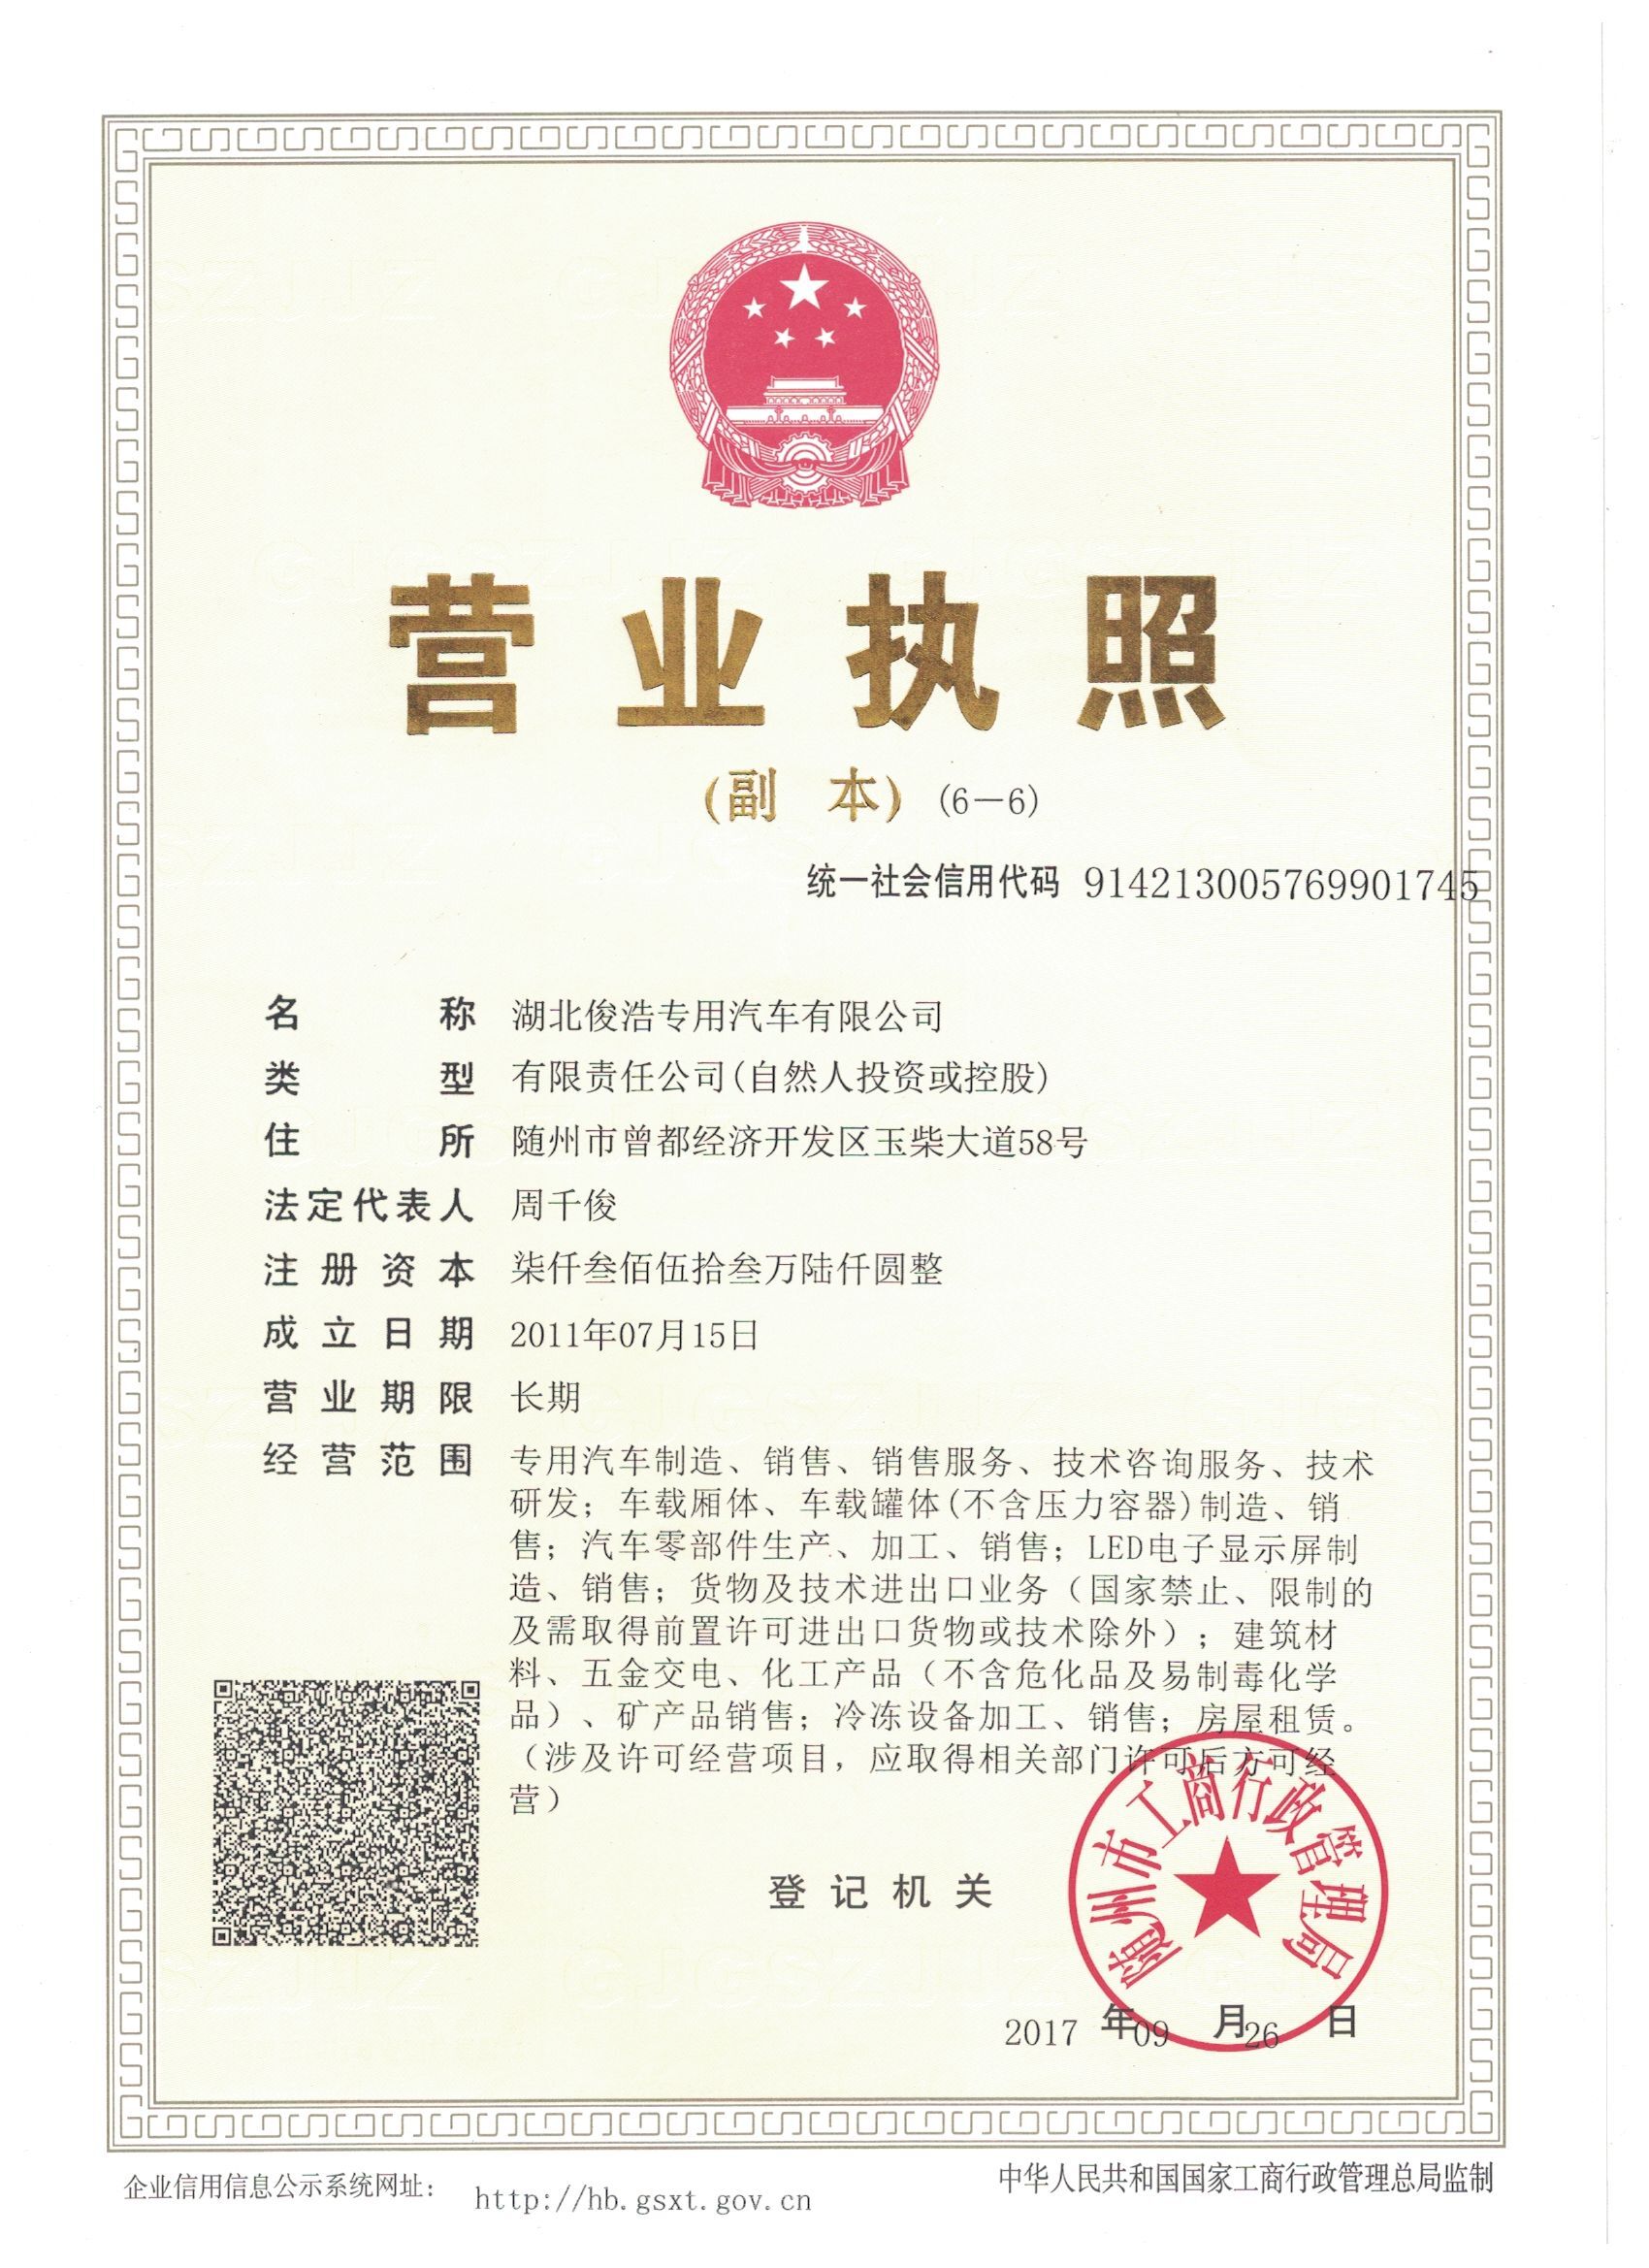 营业执照
(副 本) (6-6)
统一社会信用代码 914213005769901745
名 称 湖北俊浩专用汽车有限公司
类 型 有限责任公司(自然人投资或控股)
住 所 随州市曾都经济开发区玉柴大道58号
法定代表人 周千俊
注册资本 柒仟叁佰伍拾叁万陆仟圆整
成立日期 2011年07月15日
营业期限 长期
经营范围 专用汽车制造、销售、销售服务、技术咨询服务、技术
研发；车载厢体、车载罐体(不含压力容器)制造、销
售；汽车零部件生产、加工、销售；LED电子显示屏制
造、销售；货物及技术进出口业务（国家禁止、限制的
及需取得前置许可进出口货物或技术除外）；建筑材
料、五金交电、化工产品（不含危化品及易制毒化学
品）、矿产品销售；冷冻设备加工、销售；房屋租赁。
（涉及许可经营项目，应取得相关部门许可后方可经
营）
登记机关
随州市工商行政管理局
2017 年09 月26 日
企业信用信息公示系统网址： http://hb.gsxt.gov.cn
中华人民共和国国家工商行政管理总局监制